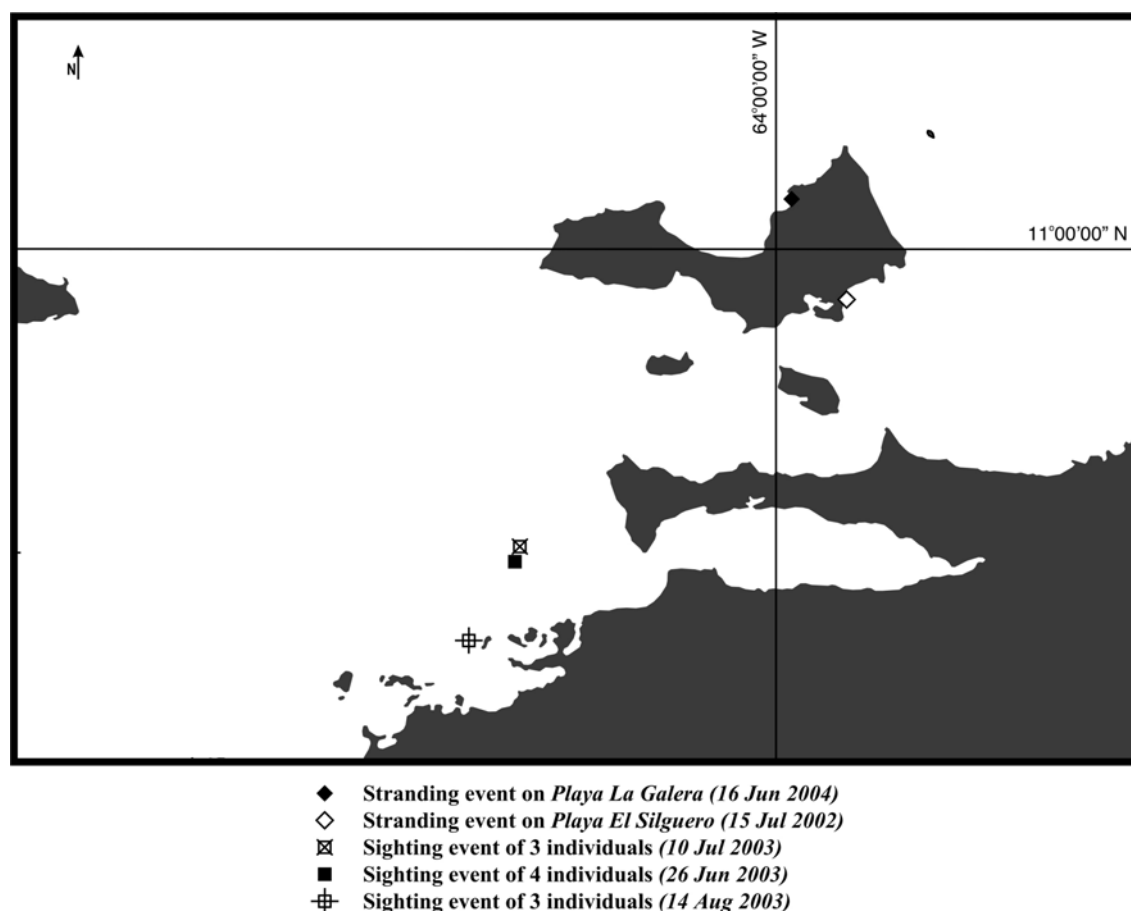 N
64°00'00" W
11°00'00" N
Stranding event on Playa La Galera (16 Jun 2004)
Stranding event on Playa El Silguero (15 Jul 2002)
Sighting event of 3 individuals (10 Jul 2003)
Sighting event of 4 individuals (26 Jun 2003)
Sighting event of 3 individuals (14 Aug 2003)